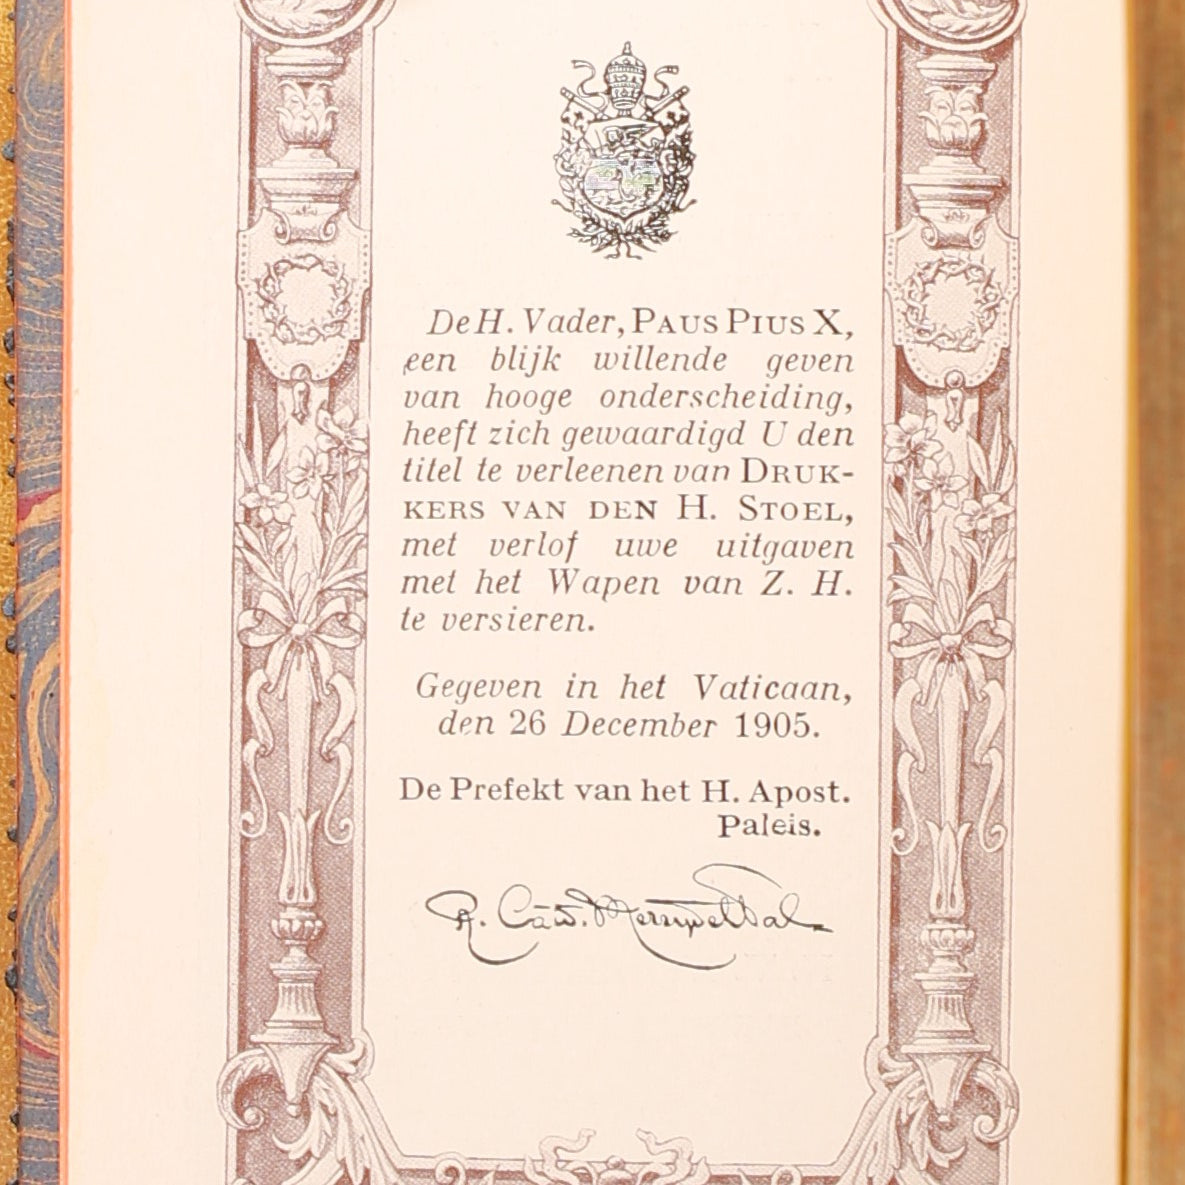 De H. Vader, PAUS PIUS X,
een blijk willende geven
van hooge onderscheiding,
heeft zich gewaardigd U den
titel te verleenen van DRUK-
KERS VAN DEN H. STOEL,
met verlof uwe uitgaven
met het Wapen van Z. H.
te versieren.
Gegeven in het Vaticaan,
den 26 December 1905.
De Prefekt van het H. Apost.
Paleis.